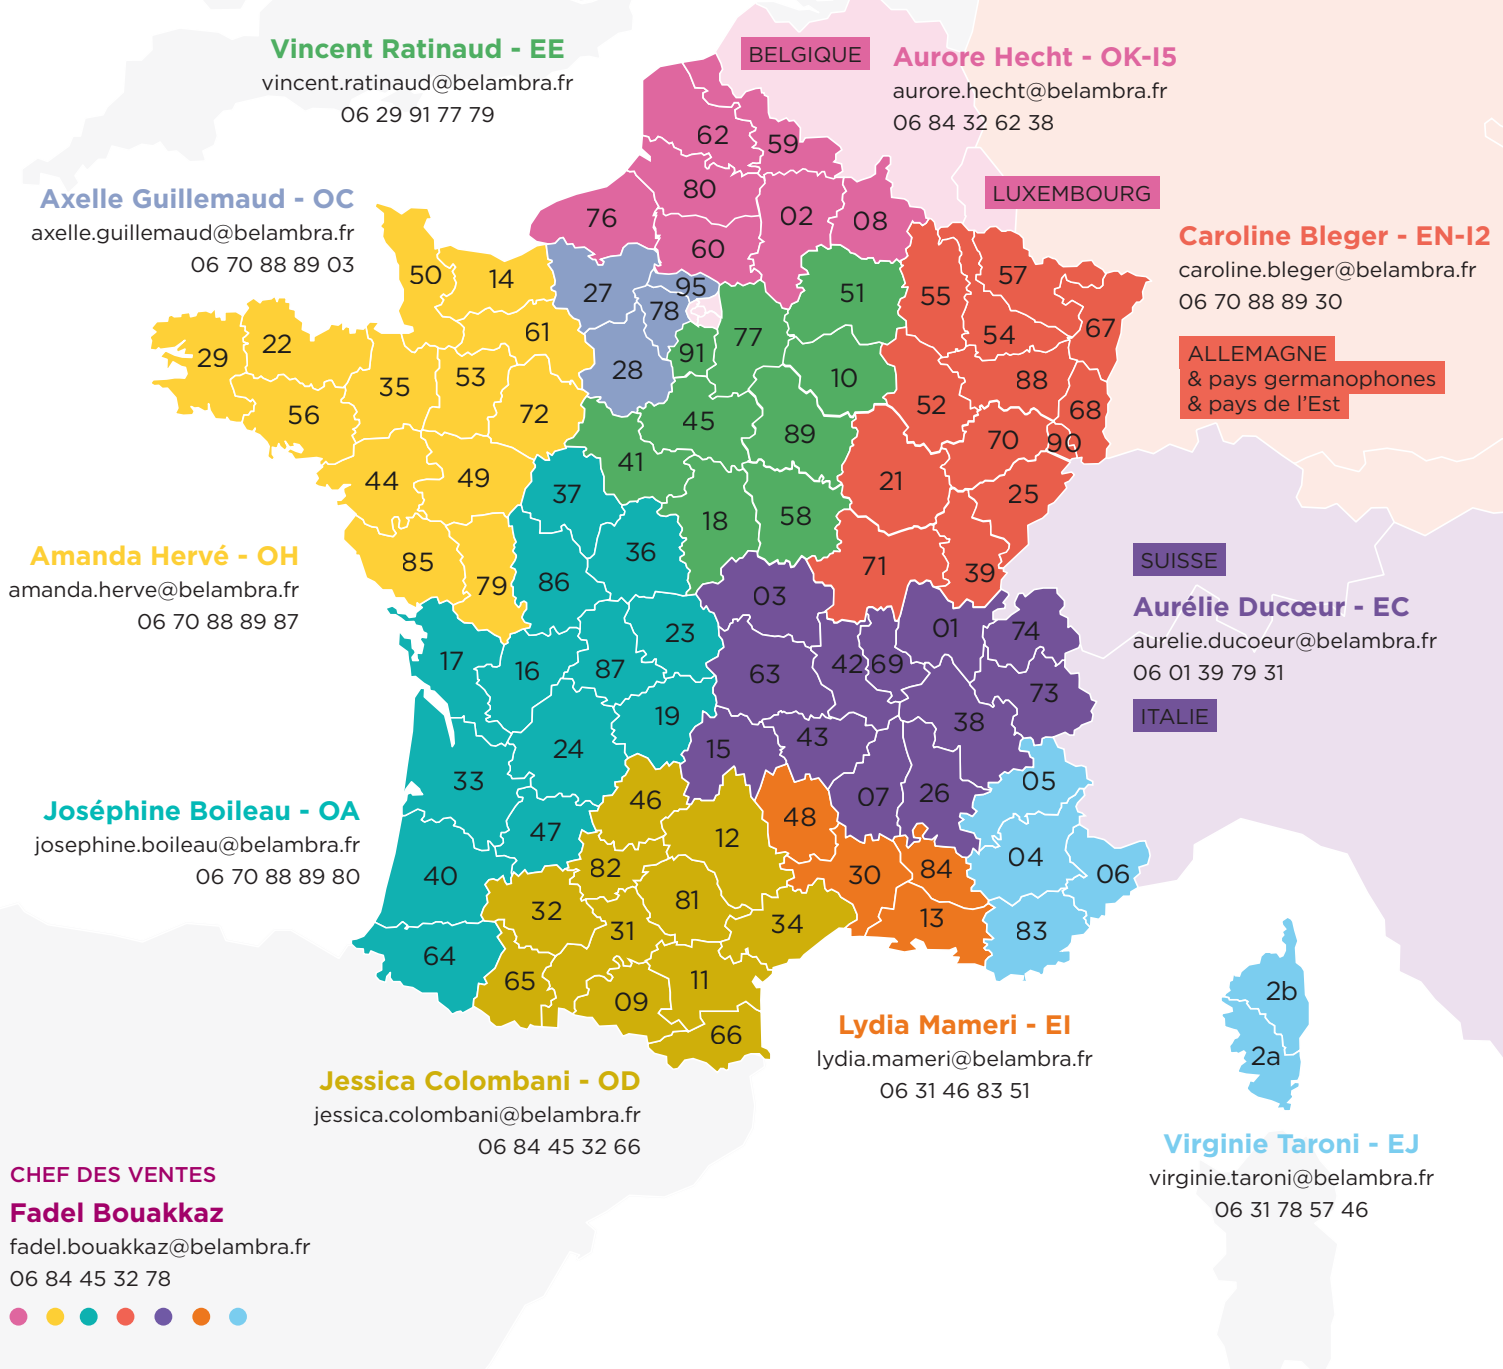 Vincent Ratinaud - EE
vincent.ratinaud@belambra.fr
06 29 91 77 79
BELGIQUE
Aurore Hecht - OK-I5
aurore.hecht@belambra.fr
06 84 32 62 38
LUXEMBOURG
Axelle Guillemaud - OC
axelle.guillemaud@belambra.fr
06 70 88 89 03
Caroline Bleger - EN-I2
caroline.bleger@belambra.fr
06 70 88 89 30
ALLEMAGNE
& pays germanophones
& pays de l'Est
62
59
80
76
02
08
60
50
14
27
95
78
51
55
57
61
77
54
67
29
22
91
28
10
88
35
53
52
68
56
72
45
89
70
90
41
44
49
37
21
25
18
58
85
36
71
39
79
86
03
17
16
87
23
63
42
69
01
74
73
19
38
24
15
43
33
46
07
26
05
47
12
48
40
82
30
84
04
06
32
81
13
31
34
83
64
65
11
09
66
2b
2a
Amanda Hervé - OH
amanda.herve@belambra.fr
06 70 88 89 87
SUISSE
Aurélie Ducœur - EC
aurelie.ducoeur@belambra.fr
06 01 39 79 31
ITALIE
Joséphine Boileau - OA
josephine.boileau@belambra.fr
06 70 88 89 80
Lydia Mameri - EI
lydia.mameri@belambra.fr
06 31 46 83 51
Jessica Colombani - OD
jessica.colombani@belambra.fr
06 84 45 32 66
Virginie Taroni - EJ
virginie.taroni@belambra.fr
06 31 78 57 46
CHEF DES VENTES
Fadel Bouakkaz
fadel.bouakkaz@belambra.fr
06 84 45 32 78